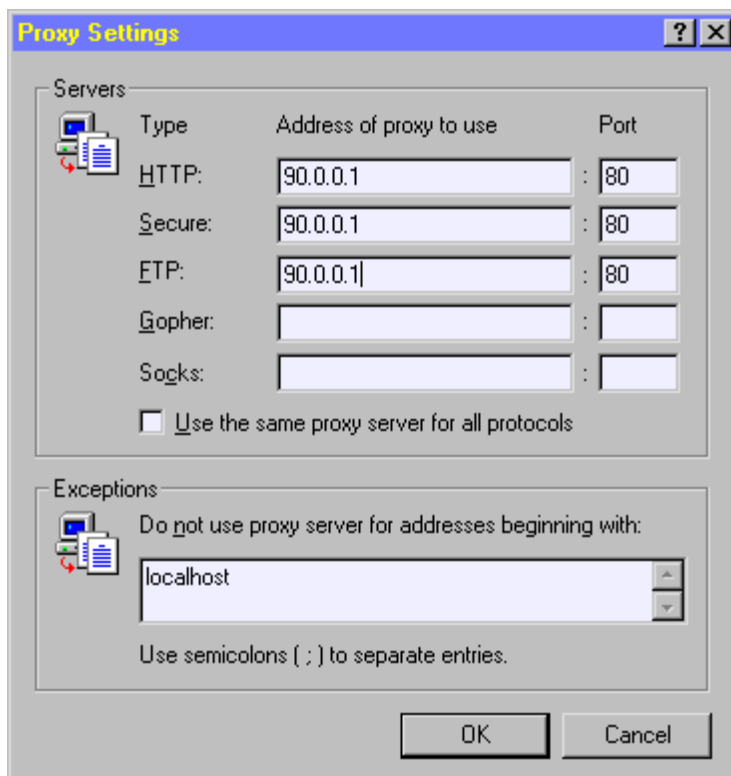 Proxy Settings ? X
Servers
Type Address of proxy to use Port
HTTP: 90.0.0.1 : 80
Secure: 90.0.0.1 : 80
FTP: 90.0.0.1 : 80
Gopher: :
Socks: :
Use the same proxy server for all protocols
Exceptions
Do not use proxy server for addresses beginning with:
localhost
Use semicolons ( ; ) to separate entries.
OK Cancel